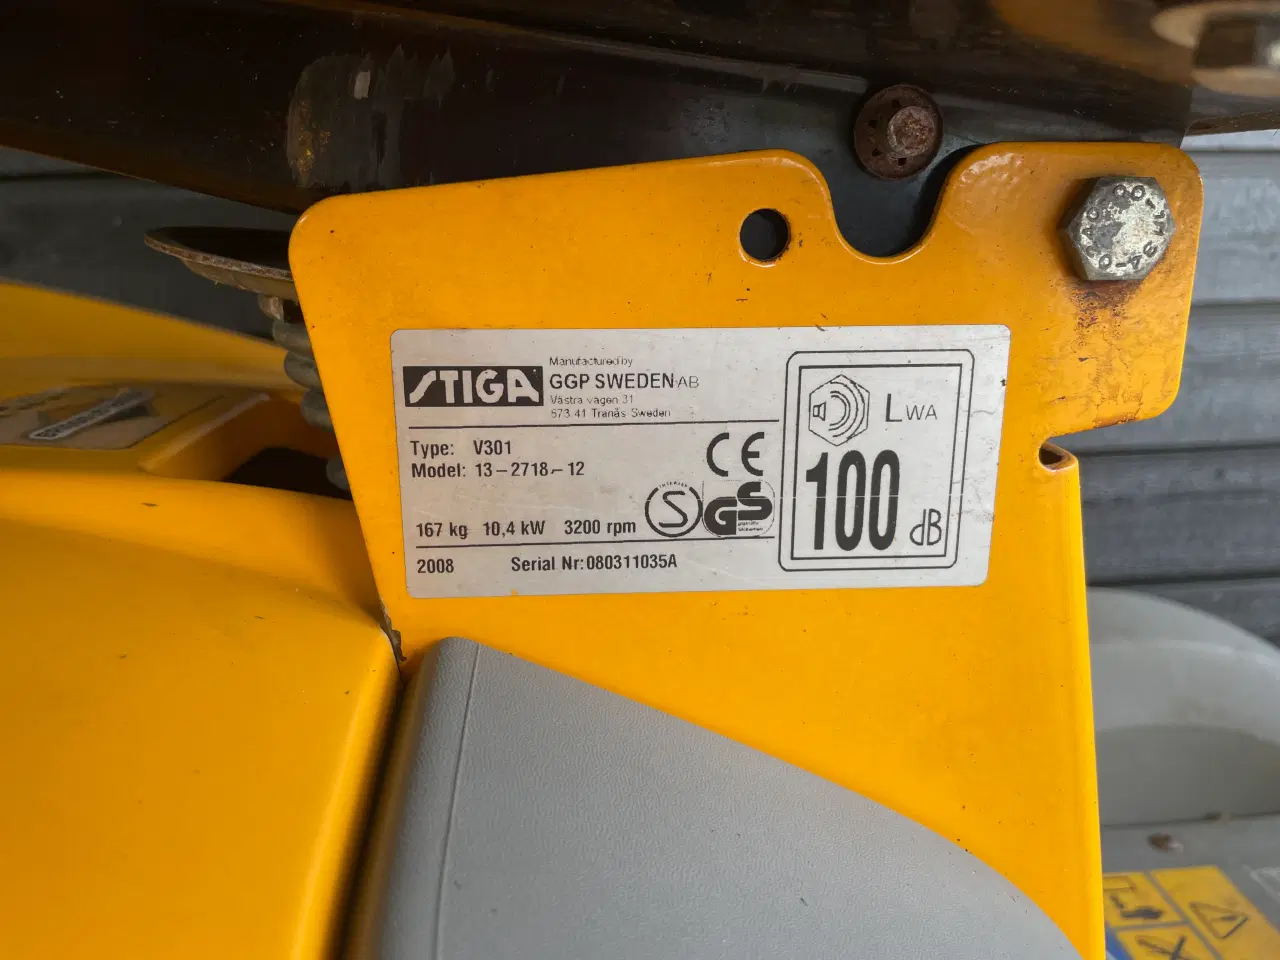 STIGA
Manufactured by
GGP SWEDEN AB
Västra vägen 31
573 41 Tranås Sweden
Type: V301
Model: 13-2718-12
167 kg 10,4 kW 3200 rpm
2008 Serial Nr: 080311035A
CE
S
GS
LWA
100 dB